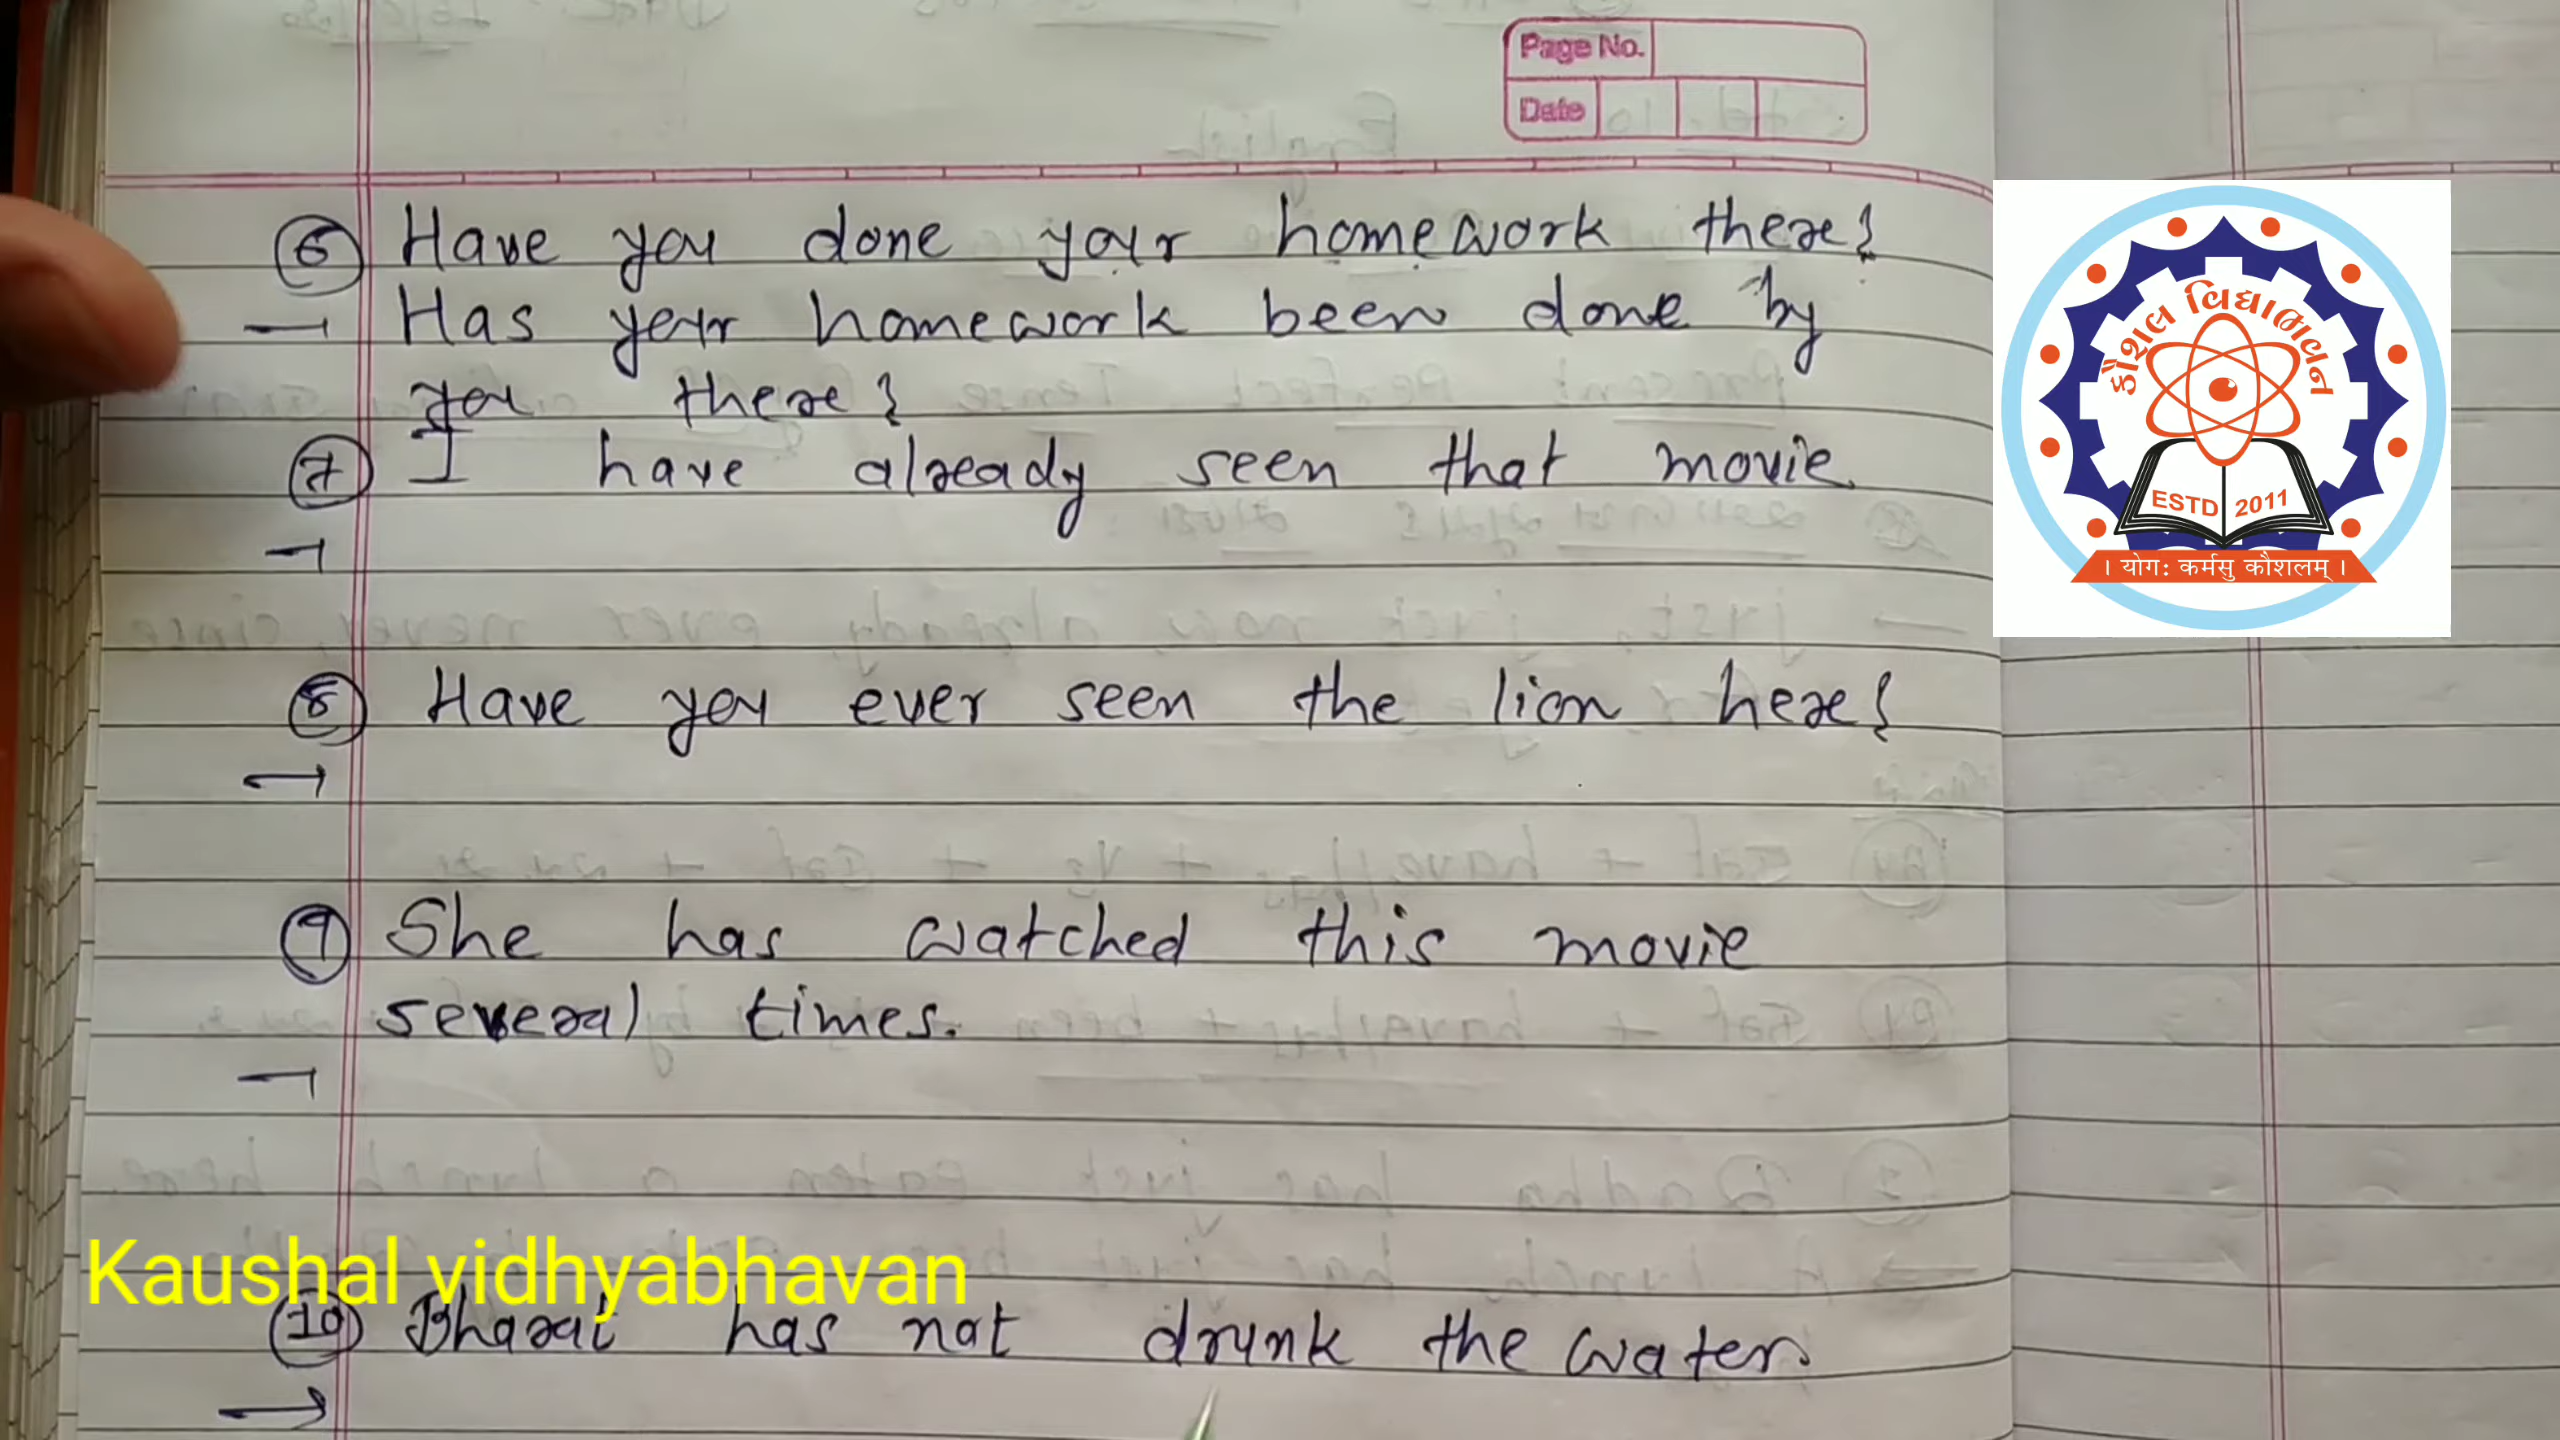 Page No.
Date
6 Have you done your homework there?
Has your homework been done by
you there?
7 I have already seen that movie
8 Have you ever seen the lion here?
9 She has watched this movie
several times.
10 Bharat has not drunk the water.
કૌશલ વિદ્યાભવન
ESTD 2011
। योगः कर्मसु कौशलम् ।
Kaushal vidhyabhavan